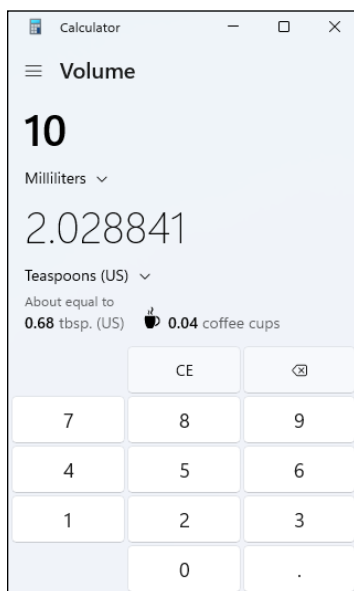 Calculator
Volume
10
Milliliters
2.028841
Teaspoons (US)
About equal to
0.68 tbsp. (US) 0.04 coffee cups
CE
7 8 9
4 5 6
1 2 3
0 .